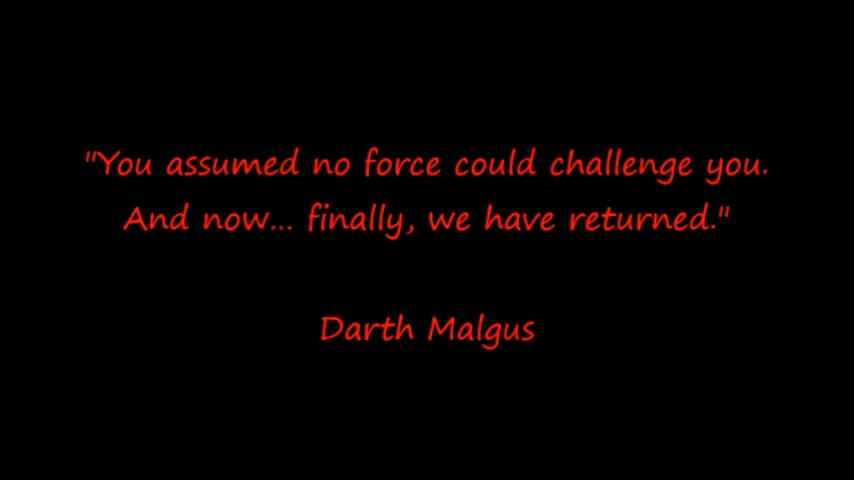 "You assumed no force could challenge you.
And now... finally, we have returned."
Darth Malgus